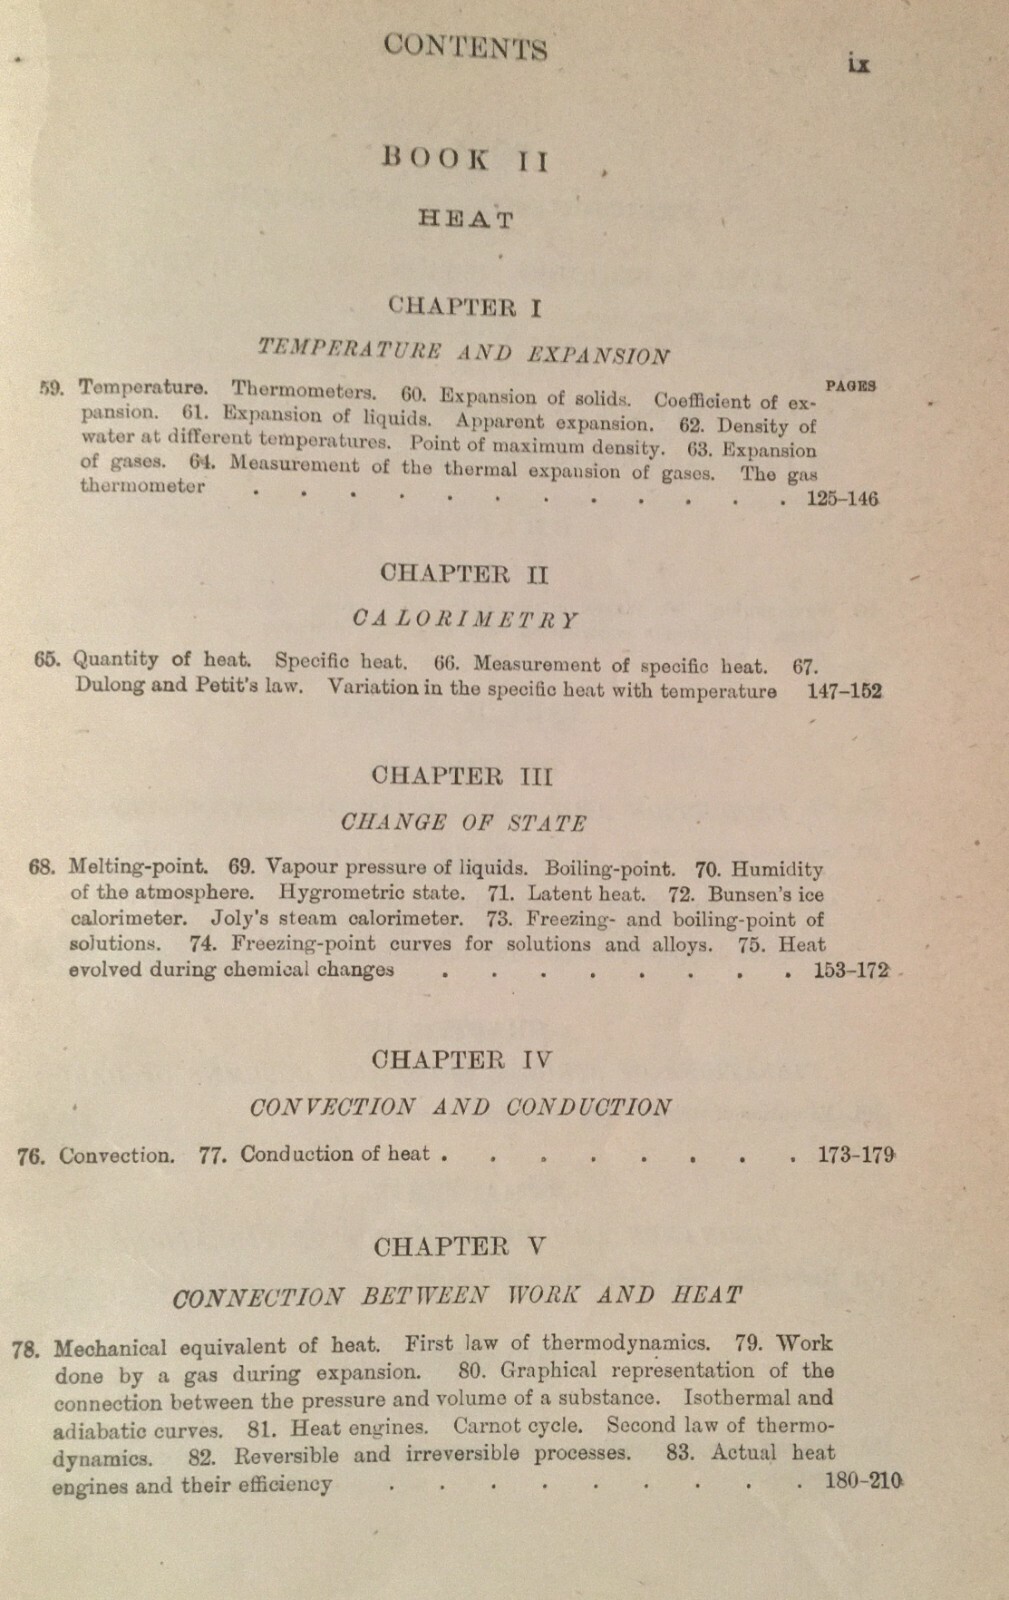 CONTENTS
ix
BOOK II
HEAT
CHAPTER I
TEMPERATURE AND EXPANSION
PAGES
59. Temperature. Thermometers. 60. Expansion of solids. Coefficient of ex-
pansion. 61. Expansion of liquids. Apparent expansion. 62. Density of
water at different temperatures. Point of maximum density. 63. Expansion
of gases. 64. Measurement of the thermal expansion of gases. The gas
thermometer . . . . . . . . . . . . 125–146
CHAPTER II
CALORIMETRY
65. Quantity of heat. Specific heat. 66. Measurement of specific heat. 67.
Dulong and Petit's law. Variation in the specific heat with temperature 147–152
CHAPTER III
CHANGE OF STATE
68. Melting-point. 69. Vapour pressure of liquids. Boiling-point. 70. Humidity
of the atmosphere. Hygrometric state. 71. Latent heat. 72. Bunsen's ice
calorimeter. Joly's steam calorimeter. 73. Freezing- and boiling-point of
solutions. 74. Freezing-point curves for solutions and alloys. 75. Heat
evolved during chemical changes . . . . . . . . 153–172
CHAPTER IV
CONVECTION AND CONDUCTION
76. Convection. 77. Conduction of heat . . . . . . . . 173–179
CHAPTER V
CONNECTION BETWEEN WORK AND HEAT
78. Mechanical equivalent of heat. First law of thermodynamics. 79. Work
done by a gas during expansion. 80. Graphical representation of the
connection between the pressure and volume of a substance. Isothermal and
adiabatic curves. 81. Heat engines. Carnot cycle. Second law of thermo-
dynamics. 82. Reversible and irreversible processes. 83. Actual heat
engines and their efficiency . . . . . . . . . 180–210